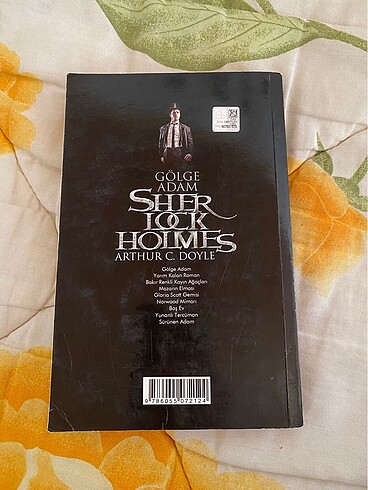 GÖLGE
ADAM
SHER
LOCK
HOLMES
ARTHUR C. DOYLE
Gölge Adam
Yarım Kalan Roman
Bakır Renkli Kayın Ağaçları
Mazarin Elması
Gloria Scott Gemisi
Norwood Mimarı
Boş Ev
Yunanlı Tercüman
Sürünen Adam
9 786055 072124